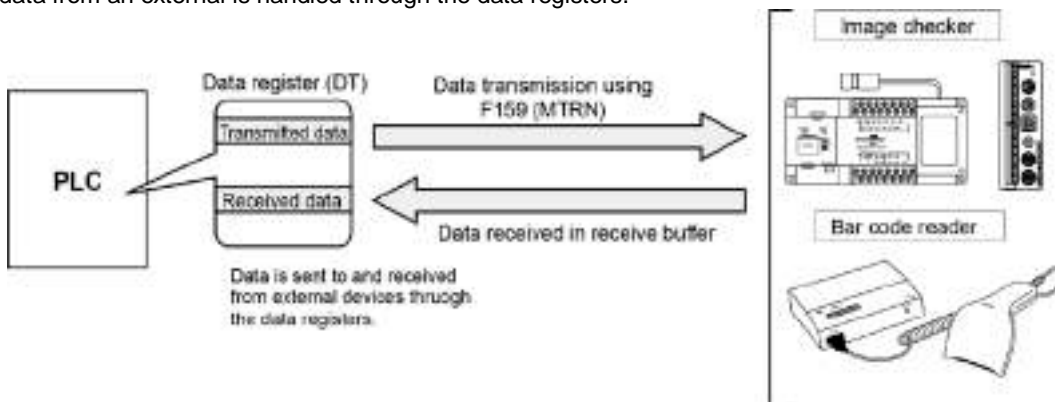 data from an external is handled through the data registers.
Image checker
Data register (DT)
Data transmission using
F159 (MTRN)
Transmitted data
PLC
Received data
Data received in receive buffer
Bar code reader
Data is sent to and received
from external devices thruogh
the data registers.